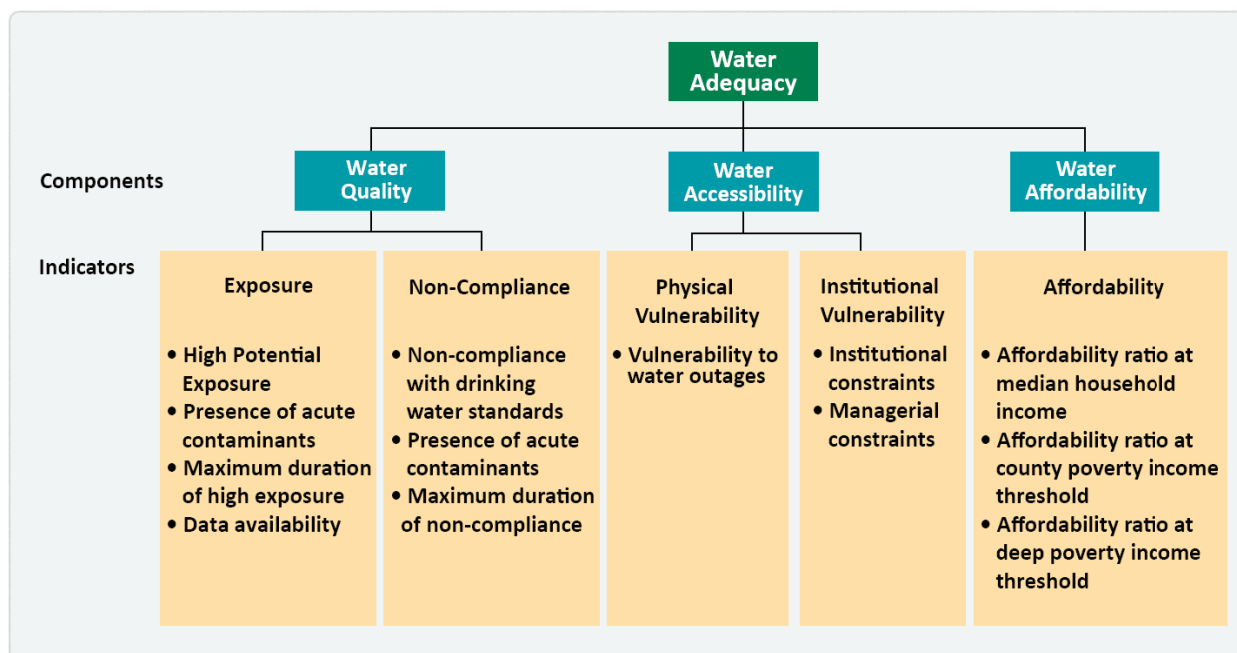 Water
Adequacy
Components
Water
Quality
Water
Accessibility
Water
Affordability
Indicators
Exposure
• High Potential
Exposure
• Presence of acute
contaminants
• Maximum duration
of high exposure
• Data availability
Non-Compliance
• Non-compliance
with drinking
water standards
• Presence of acute
contaminants
• Maximum duration
of non-compliance
Physical
Vulnerability
• Vulnerability to
water outages
Institutional
Vulnerability
• Institutional
constraints
• Managerial
constraints
Affordability
• Affordability ratio at
median household
income
• Affordability ratio at
county poverty income
threshold
• Affordability ratio at
deep poverty income
threshold